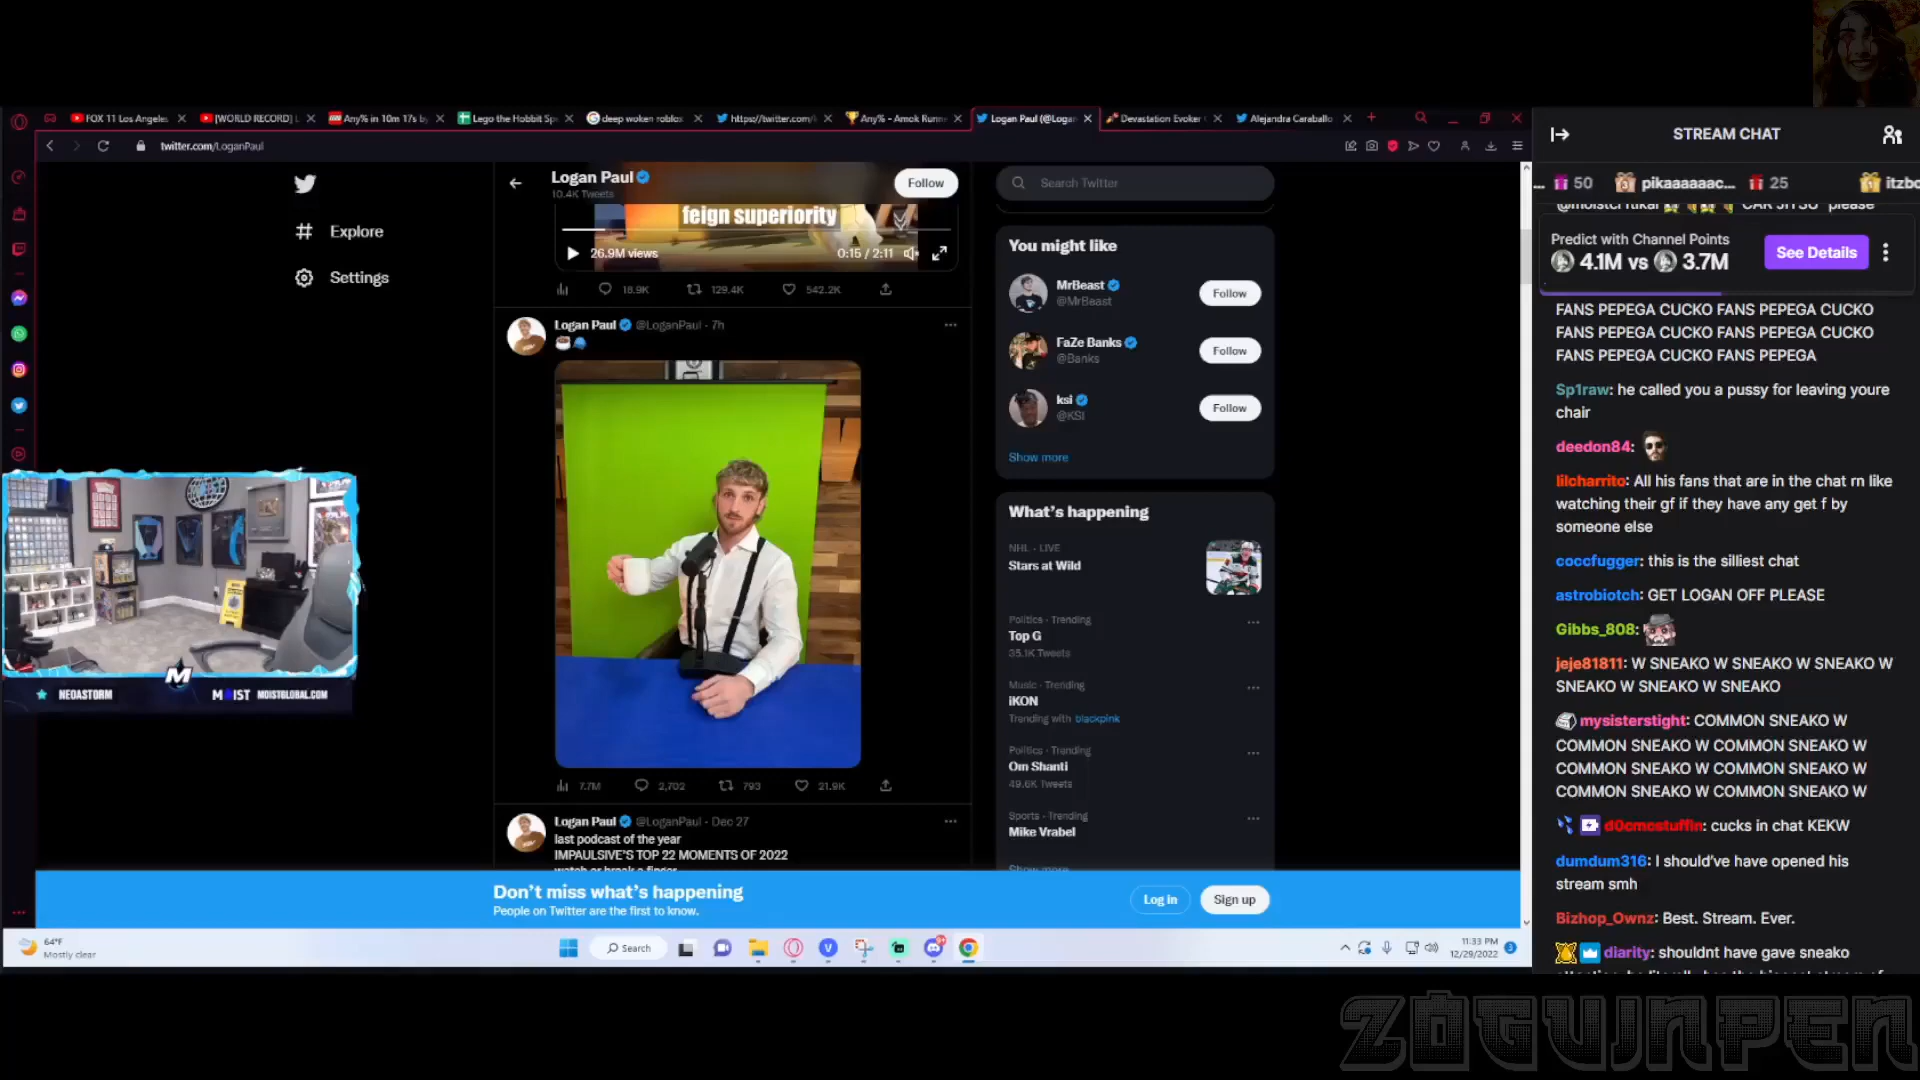 FOX 11 Los Angeles
[WORLD RECORD] L
Any% in 10m 17s by
Lego the Hobbit Sp
deep woken roblox
https://twitter.com/
Any% - Amok Runne
Logan Paul (@Logan
Devastation Evoker
Alejandra Caraballo
twitter.com/LoganPaul
Explore
Settings
Logan Paul
10.4K Tweets
Follow
feign superiority
26.9M views
0:15 / 2:11
18.9K
129.4K
542.2K
Logan Paul @LoganPaul · 7h
7.7M
2,702
793
21.9K
Logan Paul @LoganPaul · Dec 27
last podcast of the year
IMPAULSIVE'S TOP 22 MOMENTS OF 2022
Search Twitter
You might like
MrBeast
@MrBeast
Follow
FaZe Banks
@Banks
Follow
ksi
@KSI
Follow
Show more
What's happening
NHL · LIVE
Stars at Wild
Politics · Trending
Top G
35.1K Tweets
Music · Trending
iKON
Trending with blackpink
Politics · Trending
Om Shanti
49.6K Tweets
Sports · Trending
Mike Vrabel
Show more
NEOASTORM
M
MOIST MOISTGLOBAL.COM
Don't miss what's happening
People on Twitter are the first to know.
Log in
Sign up
64°F
Mostly clear
Search
11:33 PM
12/29/2022
3
STREAM CHAT
... 50
pikaaaaaac... 25
itzbo
@moistcr1tikal CAR JITSU please
Predict with Channel Points
4.1M vs 3.7M
See Details
FANS PEPEGA CUCKO FANS PEPEGA CUCKO
FANS PEPEGA CUCKO FANS PEPEGA CUCKO
FANS PEPEGA CUCKO FANS PEPEGA
Sp1raw: he called you a pussy for leaving youre
chair
deedon84:
lilcharrito: All his fans that are in the chat rn like
watching their gf if they have any get f by
someone else
coccfugger: this is the silliest chat
astrobiotch: GET LOGAN OFF PLEASE
Gibbs_808:
jeje81811: W SNEAKO W SNEAKO W SNEAKO W
SNEAKO W SNEAKO W SNEAKO
mysisterstight: COMMON SNEAKO W
COMMON SNEAKO W COMMON SNEAKO W
COMMON SNEAKO W COMMON SNEAKO W
COMMON SNEAKO W COMMON SNEAKO W
d0cmcstuffin: cucks in chat KEKW
dumdum316: I should've have opened his
stream smh
Bizhop_Ownz: Best. Stream. Ever.
diarity: shouldnt have gave sneako
ZOGUJNPEN